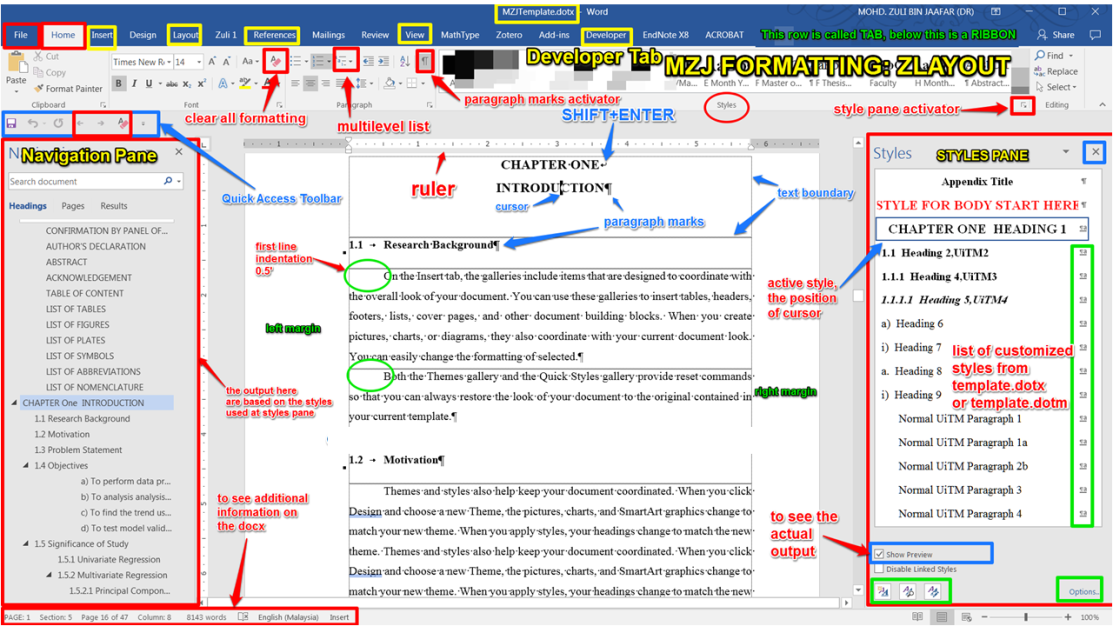 MZJTemplate.dotx - Word
MOHD. ZULI BIN JAAFAR (DR)
File Home Insert Design Layout Zuli 1 References Mailings Review View MathType Zotero Add-ins Developer EndNote X8 ACROBAT
This row is called TAB, below this is a RIBBON
Share
Paste
Cut
Copy
Format Painter
Clipboard
Times New R 14
Developer Tab
MZJ FORMATTING: ZLAYOUT
Find
Replace
Select
Editing
Styles
clear all formatting
multilevel list
paragraph marks activator
SHIFT+ENTER
style pane activator
Navigation Pane
Search document
Headings Pages Results
CONFIRMATION BY PANEL OF...
AUTHOR'S DECLARATION
ABSTRACT
ACKNOWLEDGEMENT
TABLE OF CONTENT
LIST OF TABLES
LIST OF FIGURES
LIST OF PLATES
LIST OF SYMBOLS
LIST OF ABBREVIATIONS
LIST OF NOMENCLATURE
CHAPTER One INTRODUCTION
1.1 Research Background
1.2 Motivation
1.3 Problem Statement
1.4 Objectives
a) To perform data pr...
b) To analysis analysis...
c) To find the trend us...
d) To test model valid...
1.5 Significance of Study
1.5.1 Univariate Regression
1.5.2 Multivariate Regression
1.5.2.1 Principal Compon...
Quick Access Toolbar
ruler
cursor
paragraph marks
text boundary
first line
indentation
0.5'
left margin
right margin
the output here
are based on the styles
used at styles pane
to see additional
information on
the docx
CHAPTER·ONE
INTRODUCTION¶
1.1 → Research·Background¶
On the Insert tab, the galleries include items that are designed to coordinate with
the overall look of your document. You can use these galleries to insert tables, headers,
footers, lists, cover pages, and other document building blocks. When you create
pictures, charts, or diagrams, they also coordinate with your current document look.
You can easily change the formatting of selected.¶
Both the Themes gallery and the Quick Styles gallery provide reset commands
so that you can always restore the look of your document to the original contained in
your current template.¶
1.2 → Motivation¶
Themes and styles also help keep your document coordinated. When you click
Design and choose a new Theme, the pictures, charts, and SmartArt graphics change to
match your new theme. When you apply styles, your headings change to match the new
theme. Themes and styles also help keep your document coordinated. When you click
Design and choose a new Theme, the pictures, charts, and SmartArt graphics change to
match your new theme. When you apply styles, your headings change to match the new
Styles
STYLES PANE
Appendix Title
STYLE FOR BODY START HERE
CHAPTER ONE HEADING 1
1.1 Heading 2,UiTM2
1.1.1 Heading 4,UiTM3
1.1.1.1 Heading 5,UiTM4
a) Heading 6
i) Heading 7
a. Heading 8
i) Heading 9
Normal UiTM Paragraph 1
Normal UiTM Paragraph 1a
Normal UiTM Paragraph 2b
Normal UiTM Paragraph 3
Normal UiTM Paragraph 4
active style,
the position
of cursor
list of customized
styles from
template.dotx
or template.dotm
to see the
actual
output
Show Preview
Disable Linked Styles
Options...
PAGE: 1 Section: 5 Page 16 of 47 Column: 8 8143 words English (Malaysia) Insert
100%